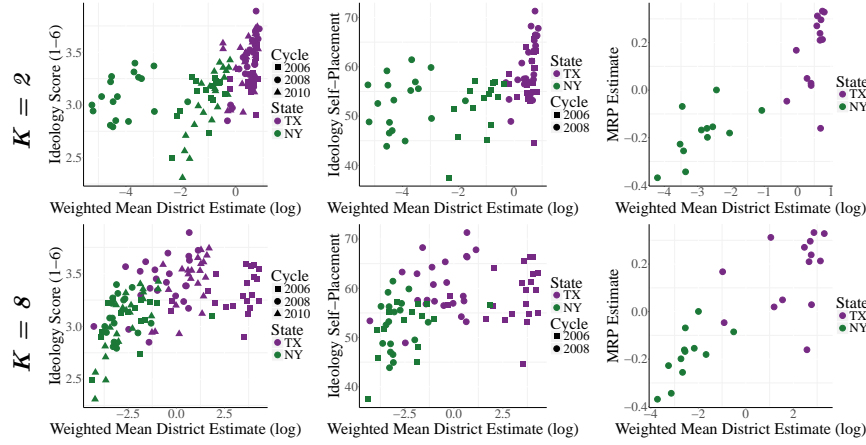 K = 2
Ideology Score (1−6)
3.5
3.0
2.5
−4
−2
0
Weighted Mean District Estimate (log)
Cycle
2006
2008
2010
State
TX
NY
Ideology Self−Placement
70
60
50
40
−4
−2
0
Weighted Mean District Estimate (log)
State
TX
NY
Cycle
2006
2008
MRP Estimate
0.2
0.0
−0.2
−0.4
−4
−3
−2
−1
0
1
Weighted Mean District Estimate (log)
State
TX
NY
K = 8
Ideology Score (1−6)
3.5
3.0
2.5
−2.5
0.0
2.5
Weighted Mean District Estimate (log)
Cycle
2006
2008
2010
State
TX
NY
Ideology Self−Placement
70
60
50
40
−2.5
0.0
2.5
Weighted Mean District Estimate (log)
State
TX
NY
Cycle
2006
2008
MRP Estimate
0.2
0.0
−0.2
−0.4
−4
−2
0
2
Weighted Mean District Estimate (log)
State
TX
NY